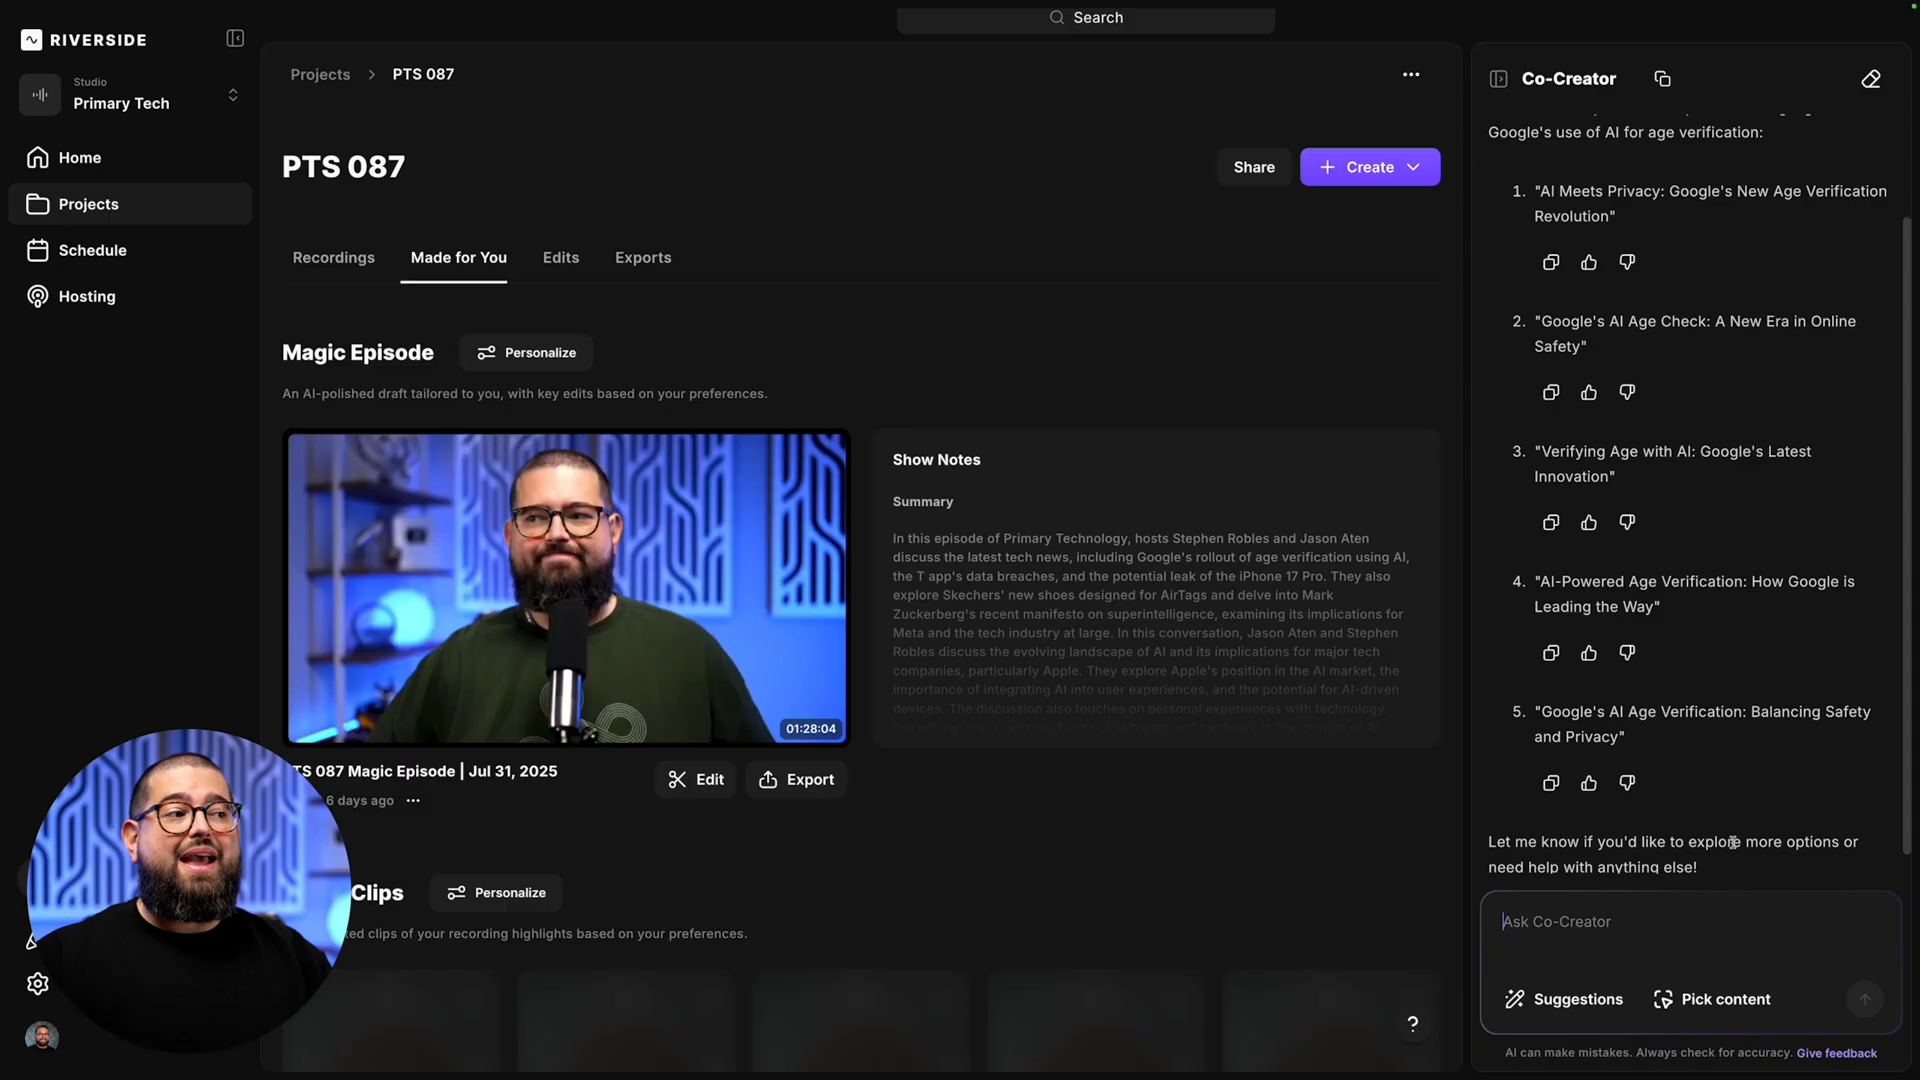 Search
RIVERSIDE
Studio
Primary Tech
Home
Projects
Schedule
Hosting
Projects > PTS 087
PTS 087
Share
+ Create
Recordings
Made for You
Edits
Exports
Magic Episode
Personalize
An AI-polished draft tailored to you, with key edits based on your preferences.
01:28:04
TS 087 Magic Episode | Jul 31, 2025
6 days ago
Edit
Export
Show Notes
Summary
In this episode of Primary Technology, hosts Stephen Robles and Jason Aten
discuss the latest tech news, including Google's rollout of age verification using AI,
the T app's data breaches, and the potential leak of the iPhone 17 Pro. They also
explore Skechers' new shoes designed for AirTags and delve into Mark
Zuckerberg's recent manifesto on superintelligence, examining its implications for
Meta and the tech industry at large. In this conversation, Jason Aten and Stephen
Robles discuss the evolving landscape of AI and its implications for major tech
companies, particularly Apple. They explore Apple's position in the AI market, the
importance of integrating AI into user experiences, and the potential for AI-driven
devices. The discussion also touches on personal experiences with technology,
Clips
Personalize
ted clips of your recording highlights based on your preferences.
?
Co-Creator
Google's use of AI for age verification:
1. "AI Meets Privacy: Google's New Age Verification
Revolution"
2. "Google's AI Age Check: A New Era in Online
Safety"
3. "Verifying Age with AI: Google's Latest
Innovation"
4. "AI-Powered Age Verification: How Google is
Leading the Way"
5. "Google's AI Age Verification: Balancing Safety
and Privacy"
Let me know if you'd like to explore more options or
need help with anything else!
Ask Co-Creator
Suggestions
Pick content
AI can make mistakes. Always check for accuracy. Give feedback